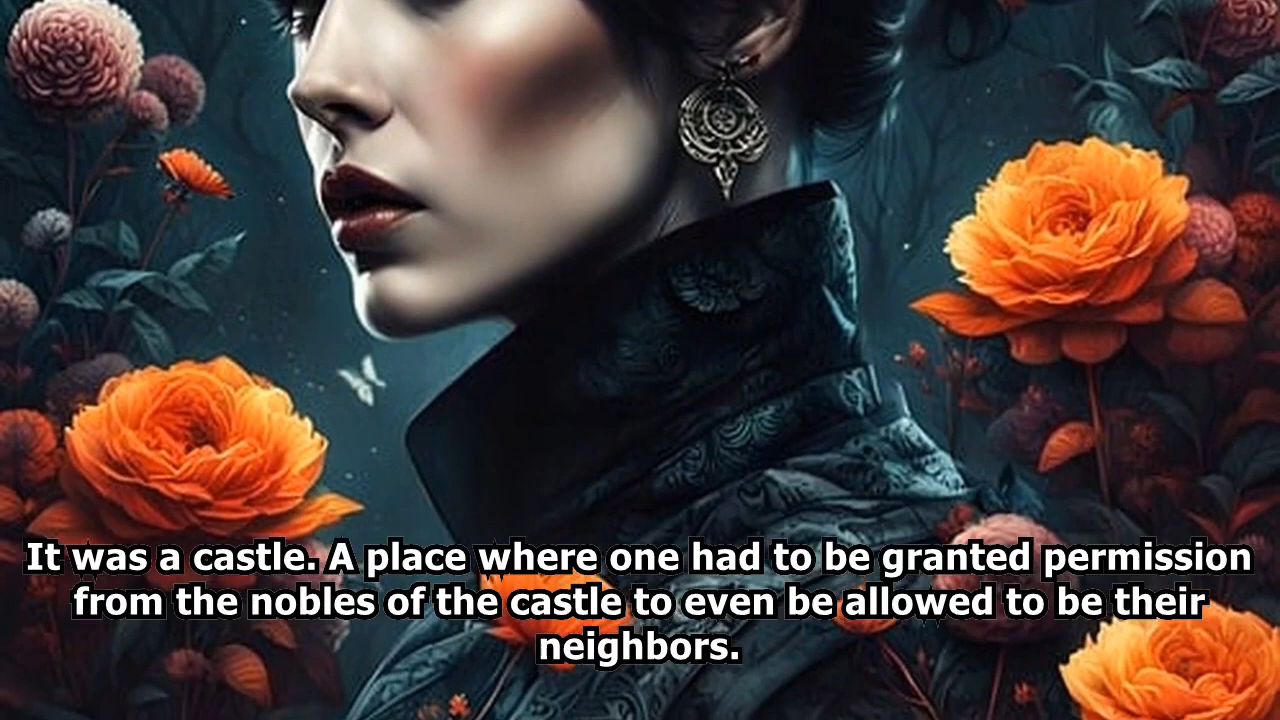 It was a castle. A place where one had to be granted permission
from the nobles of the castle to even be allowed to be their
neighbors.